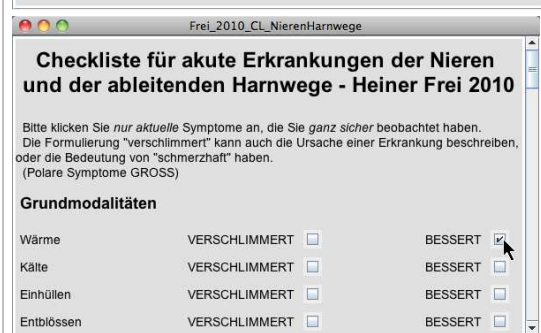 Frei_2010_CL_NierenHarnwege
Checkliste für akute Erkrankungen der Nieren
und der ableitenden Harnwege - Heiner Frei 2010
Bitte klicken Sie nur aktuelle Symptome an, die Sie ganz sicher beobachtet haben.
Die Formulierung "verschlimmert" kann auch die Ursache einer Erkrankung beschreiben,
oder die Bedeutung von "schmerzhaft" haben.
(Polare Symptome GROSS)
Grundmodalitäten
Wärme VERSCHLIMMERT BESSERT
Kälte VERSCHLIMMERT BESSERT
Einhüllen VERSCHLIMMERT BESSERT
Entblössen VERSCHLIMMERT BESSERT